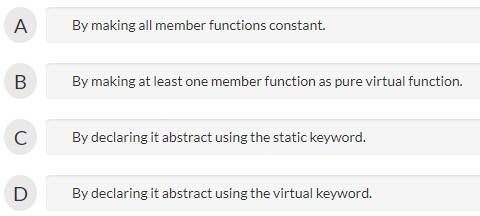 A By making all member functions constant.
B By making at least one member function as pure virtual function.
C By declaring it abstract using the static keyword.
D By declaring it abstract using the virtual keyword.